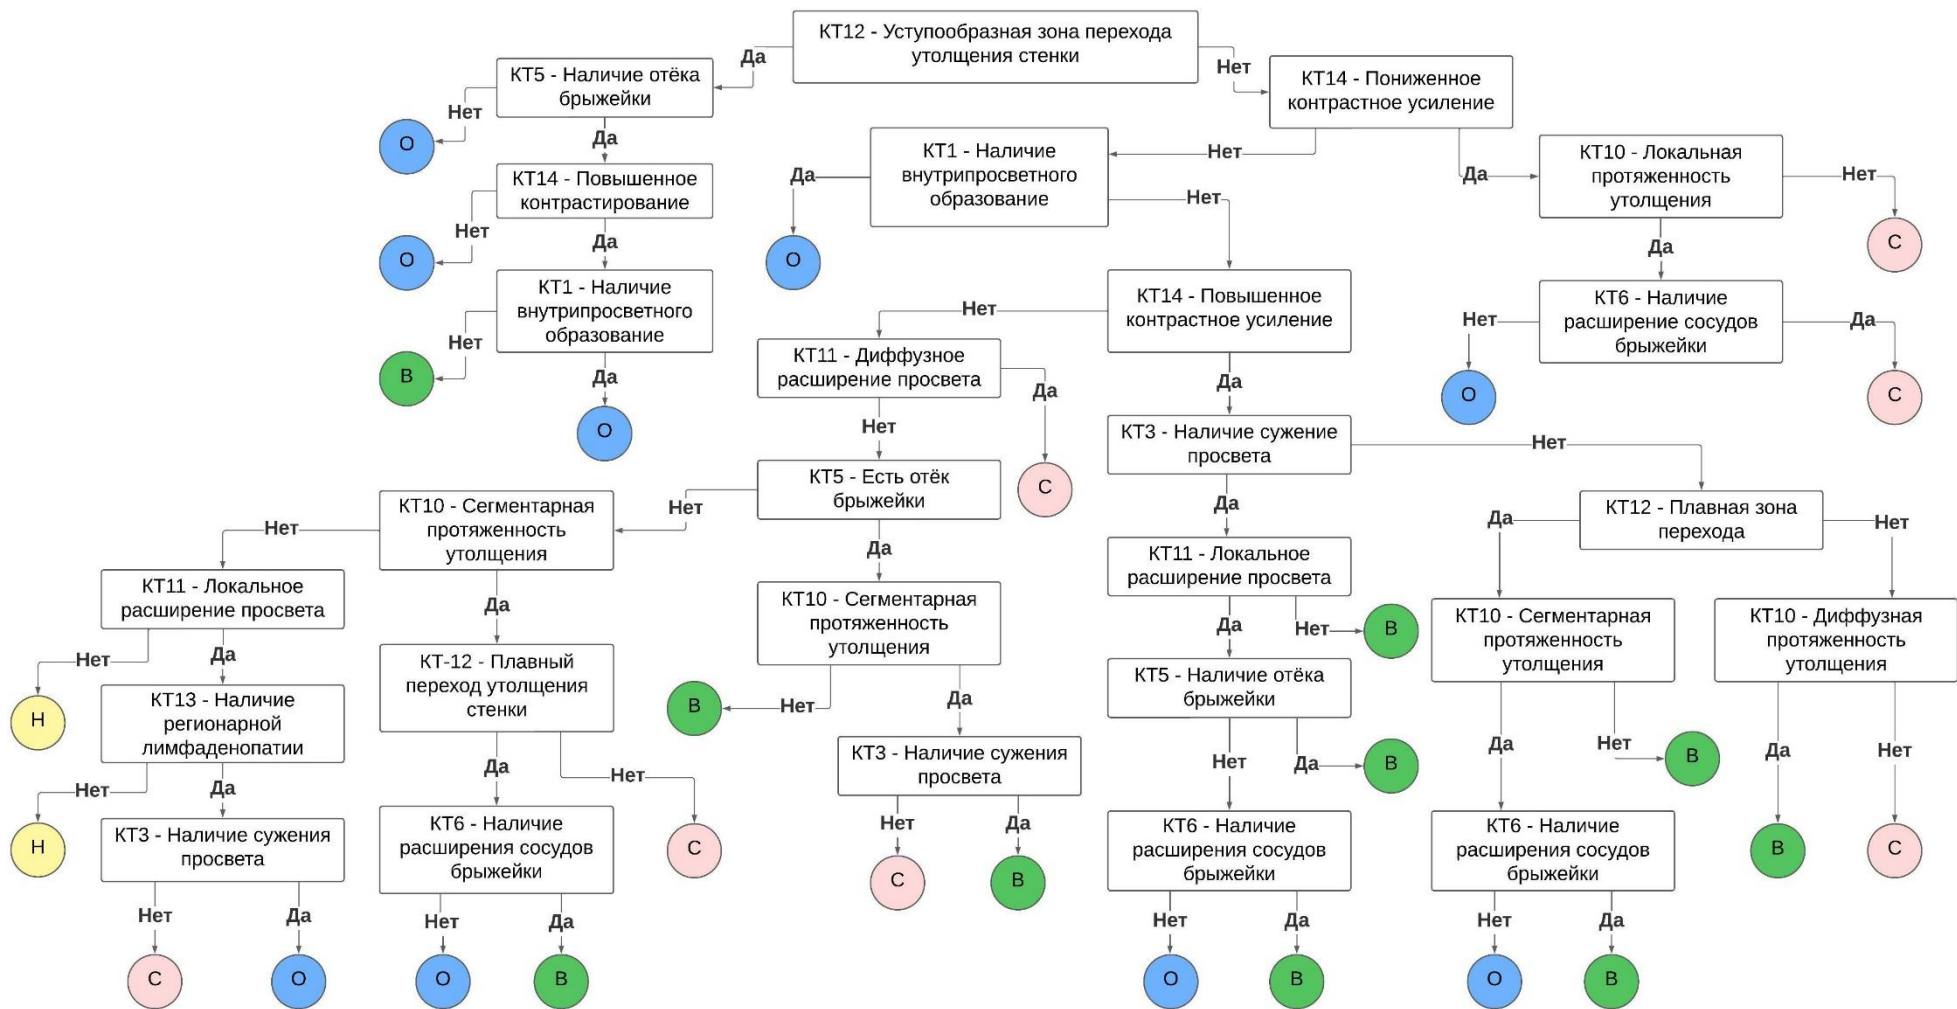 КТ12 - Уступообразная зона перехода
утолщения стенки
Да
Нет
КТ5 - Наличие отёка
брыжейки
КТ14 - Пониженное
контрастное усиление
Нет
О
Да
КТ1 - Наличие
внутрипросветного
образование
Нет
Да
Да
КТ10 - Локальная
протяженность
утолщения
Нет
КТ14 - Повышенное
контрастирование
Нет
О
Да
О
Нет
С
Да
КТ1 - Наличие
внутрипросветного
образование
Нет
В
Да
О
КТ14 - Повышенное
контрастное усиление
Нет
Да
КТ6 - Наличие
расширение сосудов
брыжейки
Нет
Да
О
С
КТ11 - Диффузное
расширение просвета
Да
С
Нет
КТ3 - Наличие сужение
просвета
Нет
Да
КТ5 - Есть отёк
брыжейки
Нет
Да
КТ10 - Сегментарная
протяженность
утолщения
Нет
Да
КТ12 - Плавная зона
перехода
Да
Нет
КТ11 - Локальное
расширение просвета
Да
Нет
В
КТ11 - Локальное
расширение просвета
Нет
Да
КТ10 - Сегментарная
протяженность
утолщения
Нет
В
Да
КТ10 - Сегментарная
протяженность
утолщения
Да
Нет
В
КТ10 - Диффузная
протяженность
утолщения
Да
Нет
В
С
Н
КТ13 - Наличие
регионарной
лимфаденопатии
Нет
Да
Н
КТ-12 - Плавный
переход утолщения
стенки
Да
Нет
С
КТ5 - Наличие отёка
брыжейки
Нет
Да
В
КТ3 - Наличие сужения
просвета
Нет
Да
С
В
КТ3 - Наличие сужения
просвета
Нет
Да
С
О
КТ6 - Наличие
расширения сосудов
брыжейки
Нет
Да
О
В
КТ6 - Наличие
расширения сосудов
брыжейки
Нет
Да
О
В
КТ6 - Наличие
расширения сосудов
брыжейки
Нет
Да
О
В